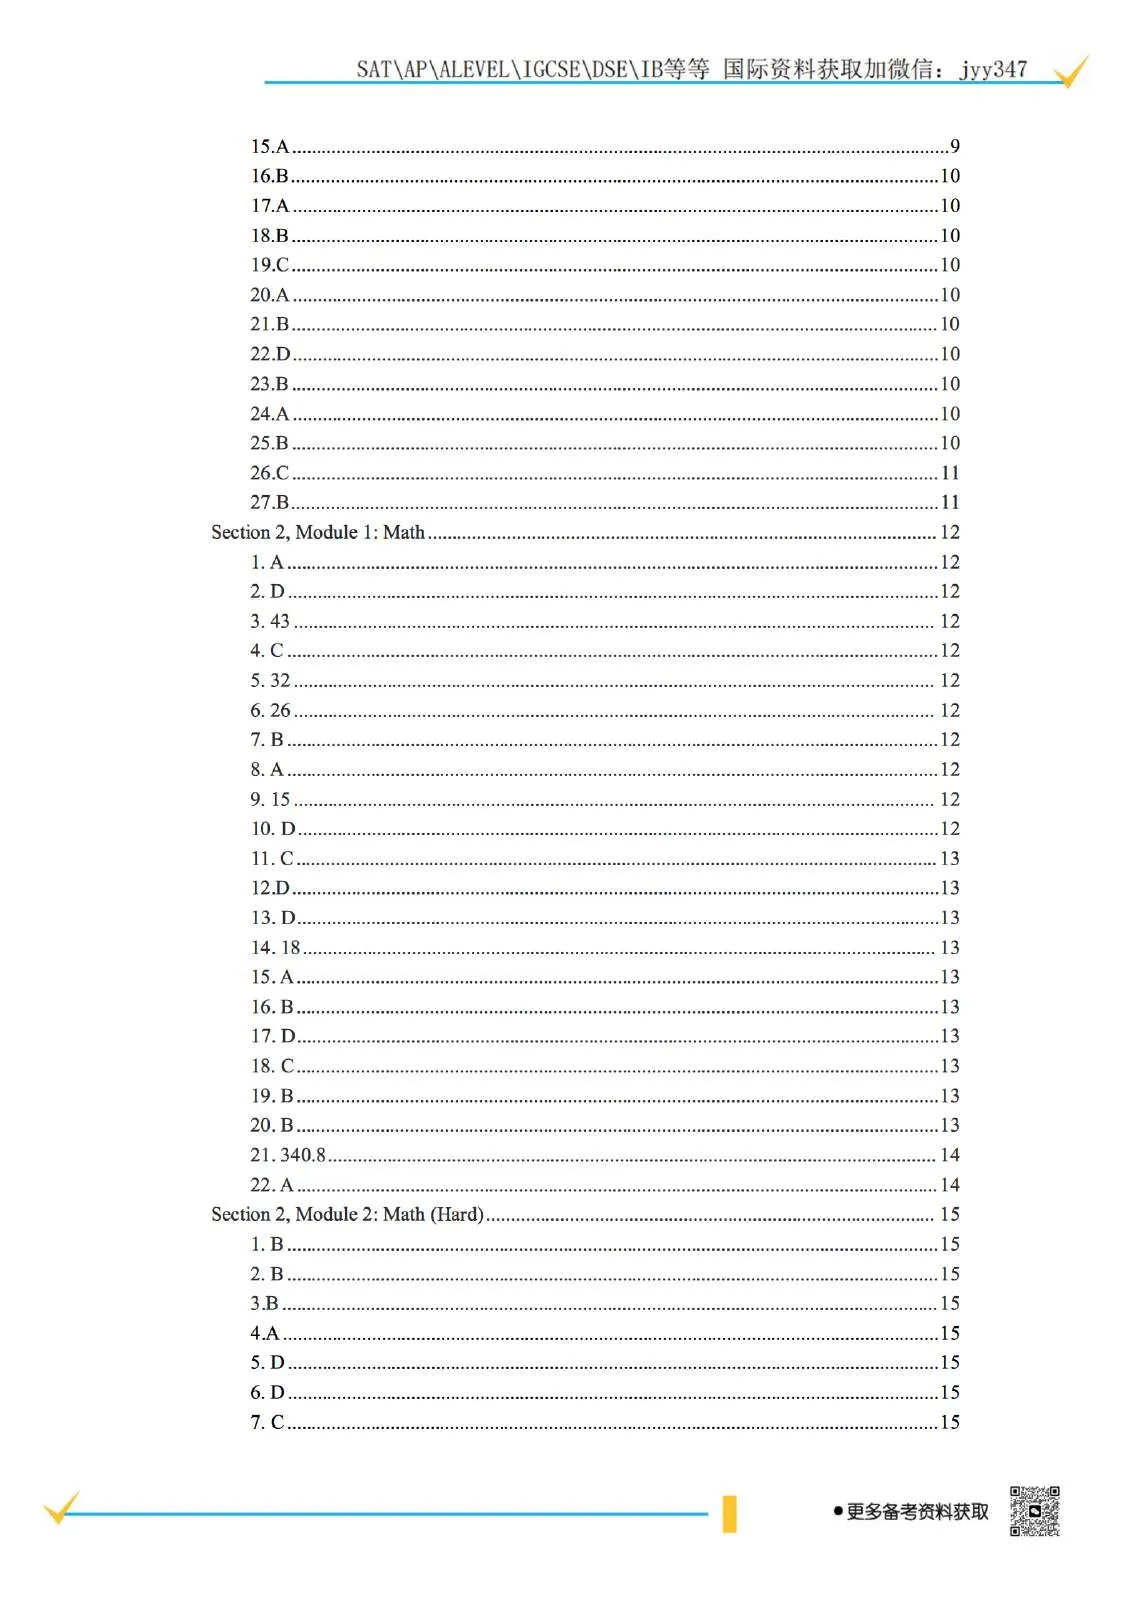 SAT\AP\ALEVEL\IGCSE\DSE\IB等等 国际资料获取加微信：jyy347
15.A........9
16.B........10
17.A........10
18.B........10
19.C........10
20.A........10
21.B........10
22.D........10
23.B........10
24.A........10
25.B........10
26.C........11
27.B........11
Section 2, Module 1: Math........12
1. A........12
2. D........12
3. 43........12
4. C........12
5. 32........12
6. 26........12
7. B........12
8. A........12
9. 15........12
10. D........12
11. C........13
12.D........13
13. D........13
14. 18........13
15. A........13
16. B........13
17. D........13
18. C........13
19. B........13
20. B........13
21. 340.8........14
22. A........14
Section 2, Module 2: Math (Hard)........15
1. B........15
2. B........15
3.B........15
4.A........15
5. D........15
6. D........15
7. C........15
●更多备考资料获取